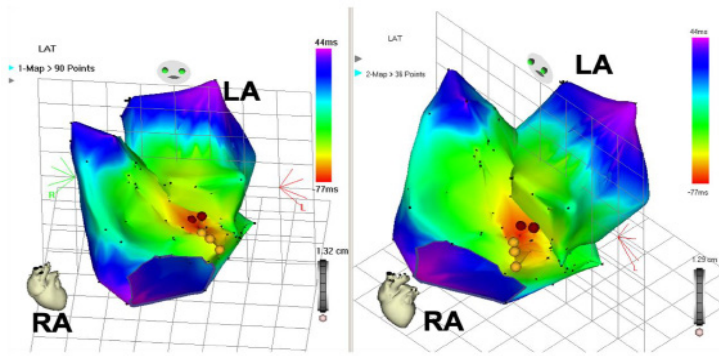 LAT
1-Map > 90 Points
44ms
LA
-77ms
R
L
1.32 cm
RA
LAT
2-Map > 36 Points
44ms
LA
-77ms
L
1.29 cm
RA